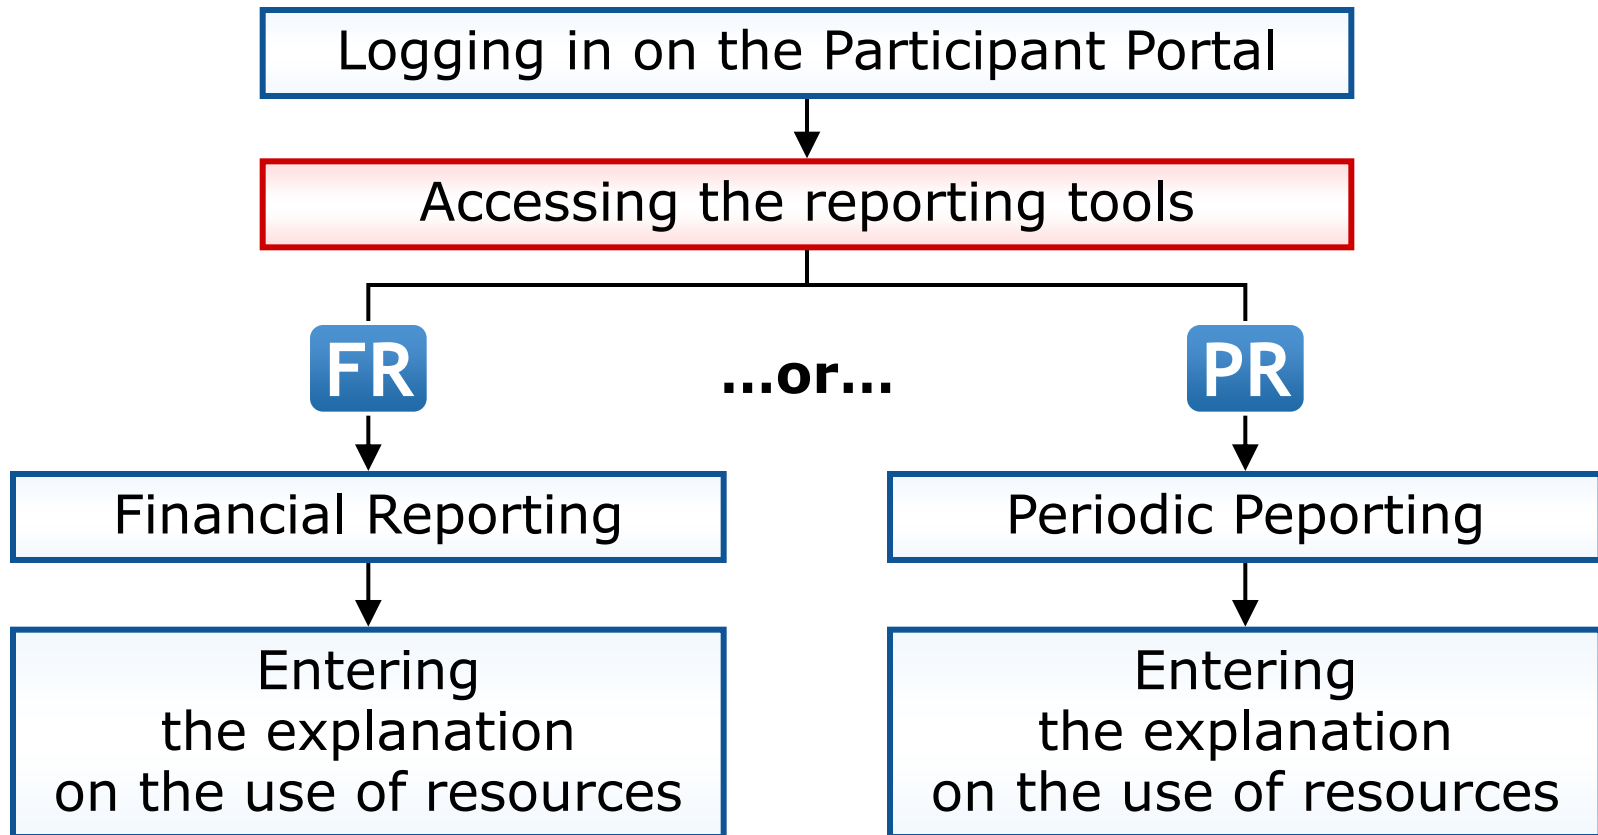 Logging in on the Participant Portal
Accessing the reporting tools
FR
...or...
PR
Financial Reporting
Periodic Peporting
Entering
the explanation
on the use of resources
Entering
the explanation
on the use of resources